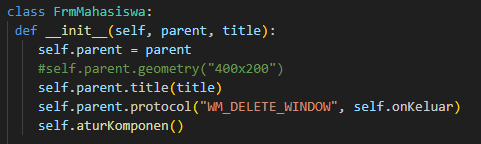 class FrmMahasiswa:
 def __init__(self, parent, title):
    self.parent = parent
    #self.parent.geometry("400x200")
    self.parent.title(title)
    self.parent.protocol("WM_DELETE_WINDOW", self.onKeluar)
    self.aturKomponen()